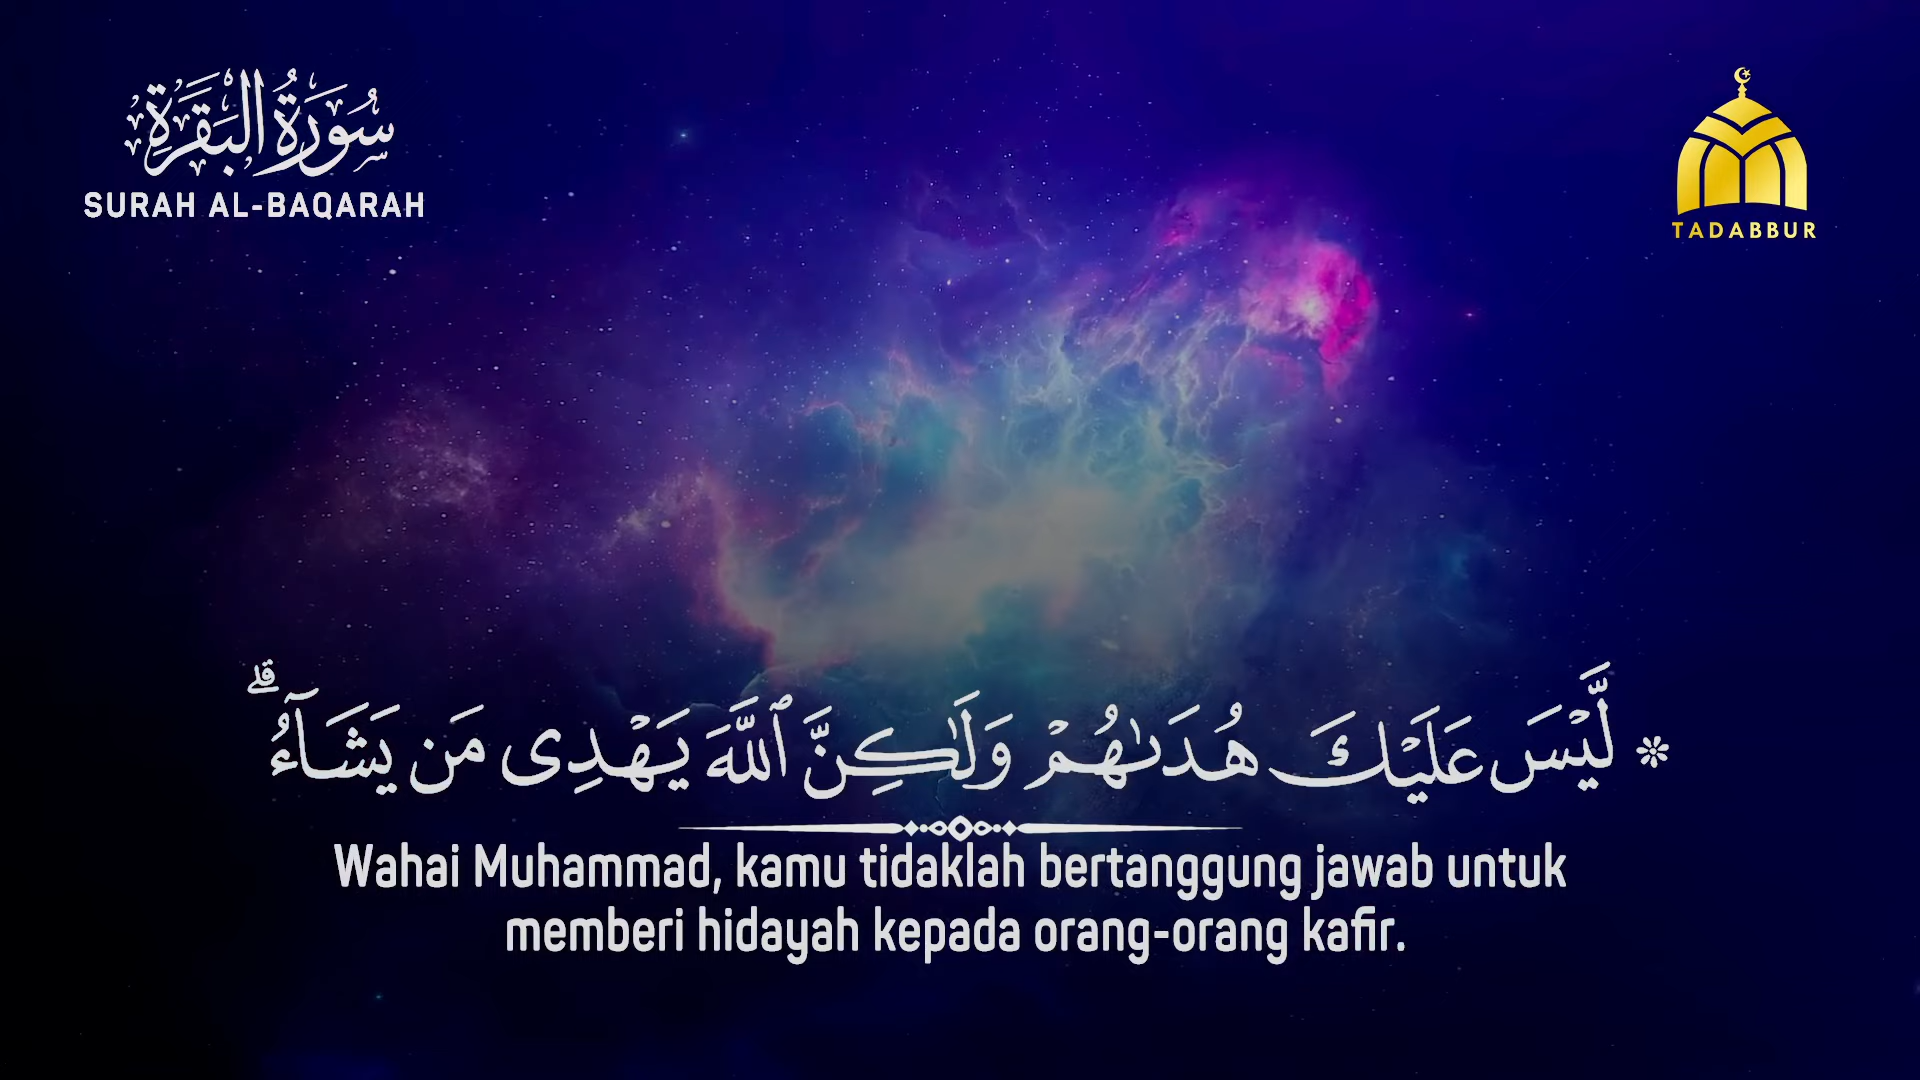 سُورَةُ الْبَقَرَةِ
SURAH AL-BAQARAH
TADABBUR
۞ لَّيْسَ عَلَيْكَ هُدَىٰهُمْ وَلَـٰكِنَّ ٱللَّهَ يَهْدِى مَن يَشَآءُ ۗ
Wahai Muhammad, kamu tidaklah bertanggung jawab untuk
memberi hidayah kepada orang-orang kafir.